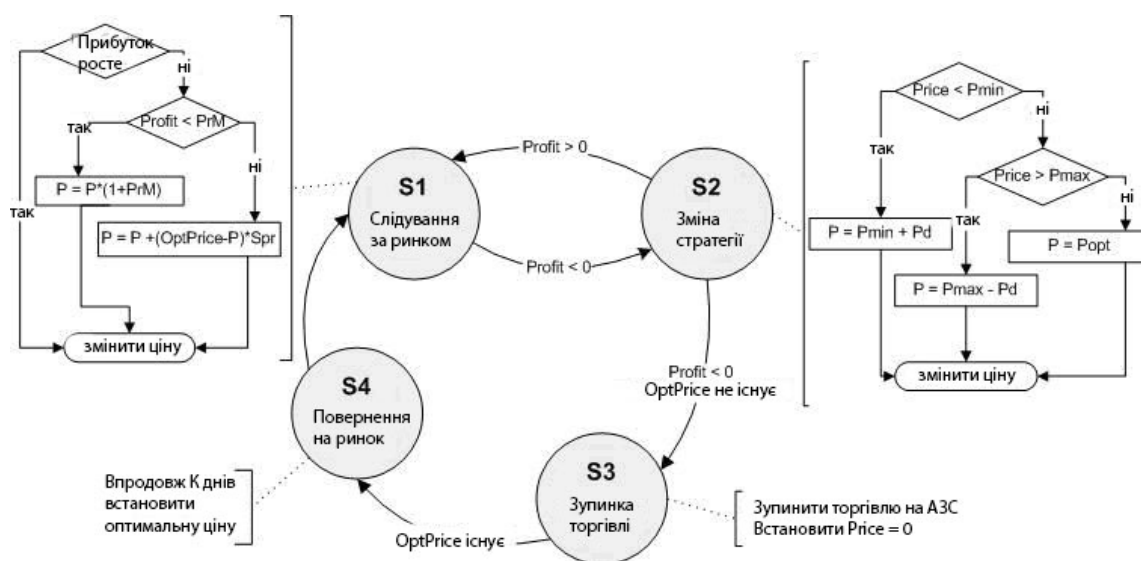 Прибуток
росте
ні
Profit < PrM
так
ні
P = P*(1+PrM)
так
P = P +(OptPrice-P)*Spr
змінити ціну
S1
Слідування
за ринком
Profit > 0
Profit < 0
S2
Зміна
стратегії
Price < Pmin
ні
так
Price > Pmax
так
ні
P = Pmin + Pd
P = Popt
P = Pmax - Pd
змінити ціну
Profit < 0
OptPrice не існує
S4
Повернення
на ринок
S3
Зупинка
торгівлі
OptPrice існує
Впродовж K днів
встановити
оптимальну ціну
Зупинити торгівлю на АЗС
Встановити Price = 0